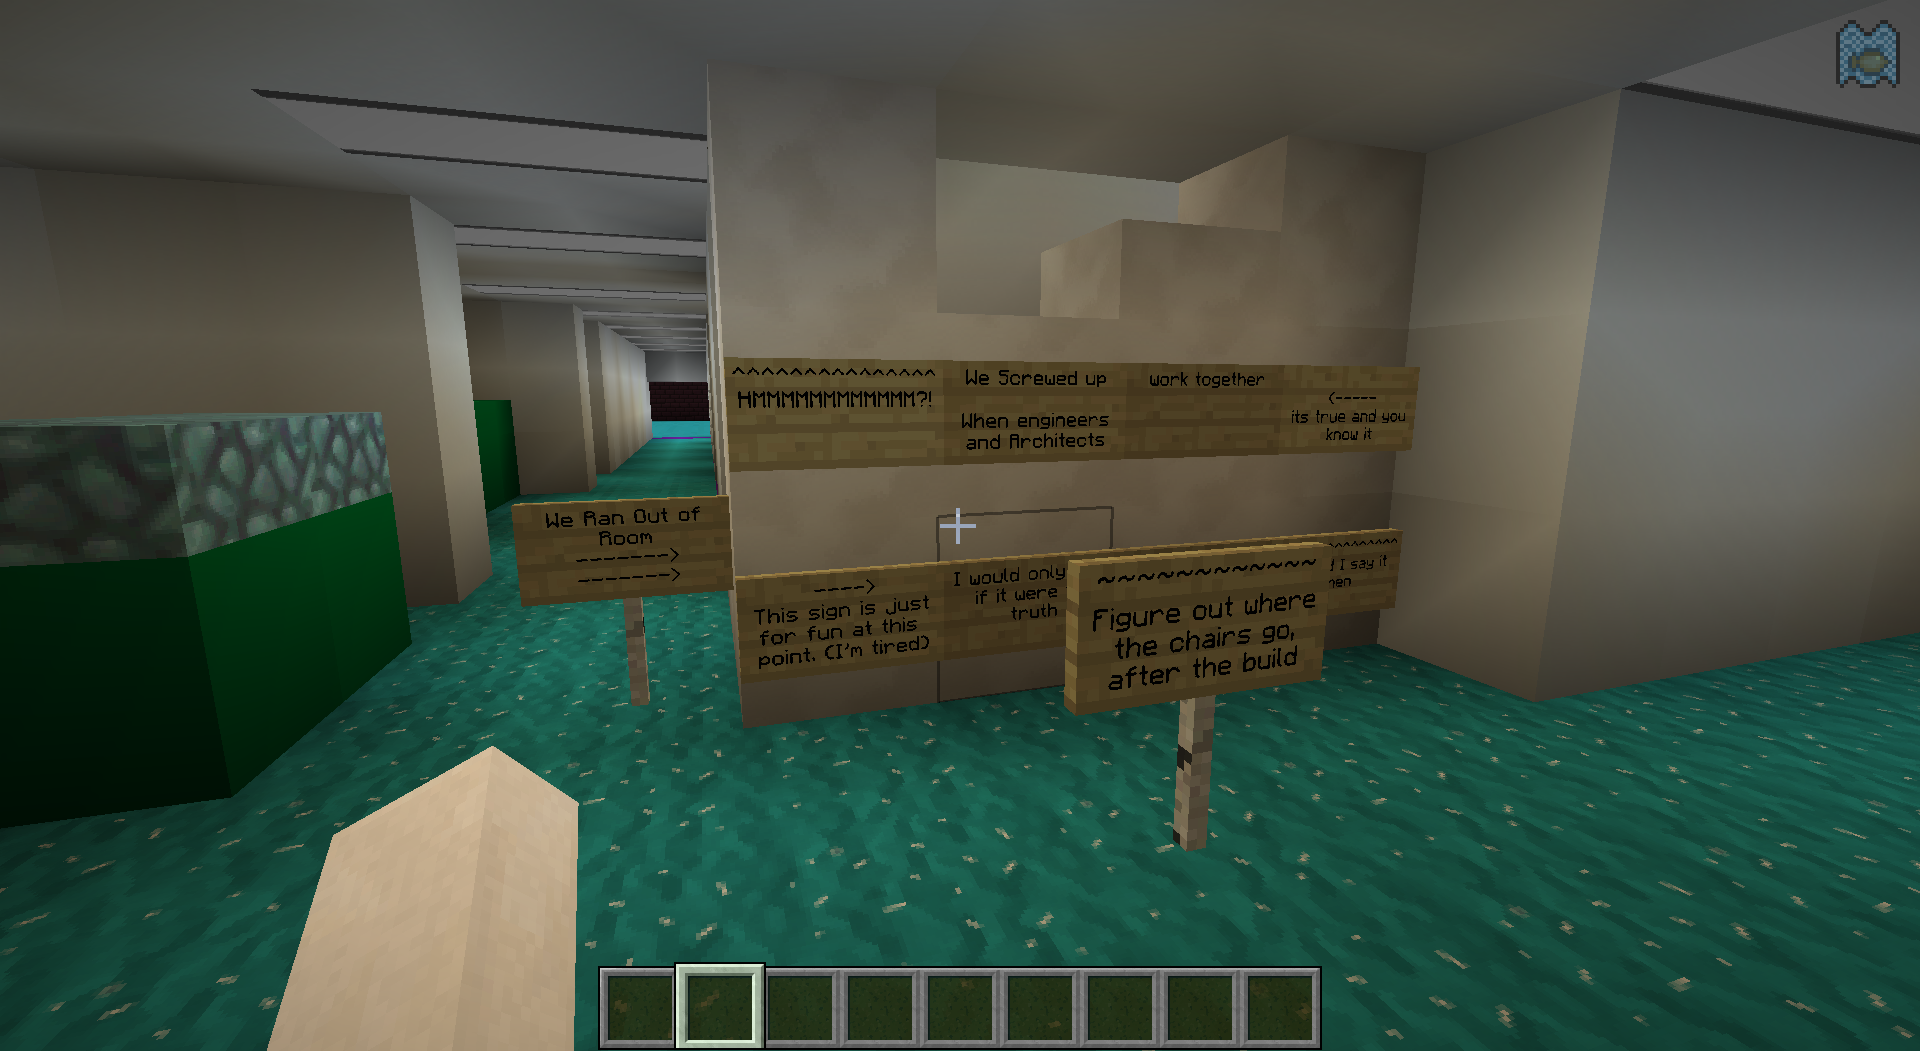 ^^^^^^^^^^^^^^
HMMMMMMMMMMMM?!
We Screwed up
When engineers
and Architects
work together
<-----
its true and you
know it
We Ran Out of
Room
------->
------->
---->
This sign is just
for fun at this
point. (I'm tired)
I would only
if it were
truth
I say it
~~~~~~~~~~~~~
Figure out where
the chairs go,
after the build